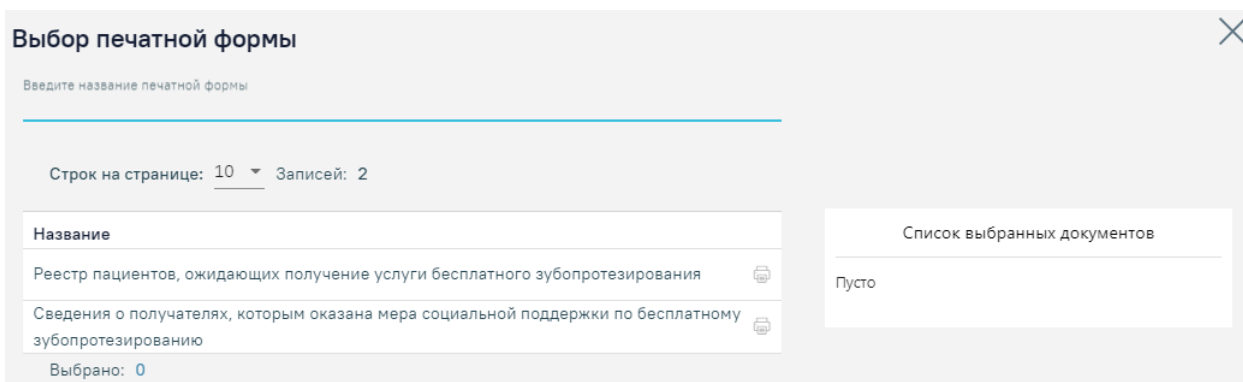 Выбор печатной формы
Введите название печатной формы
Строк на странице: 10 Записей: 2
Название
Реестр пациентов, ожидающих получение услуги бесплатного зубопротезирования
Сведения о получателях, которым оказана мера социальной поддержки по бесплатному
зубопротезированию
Выбрано: 0
Список выбранных документов
Пусто